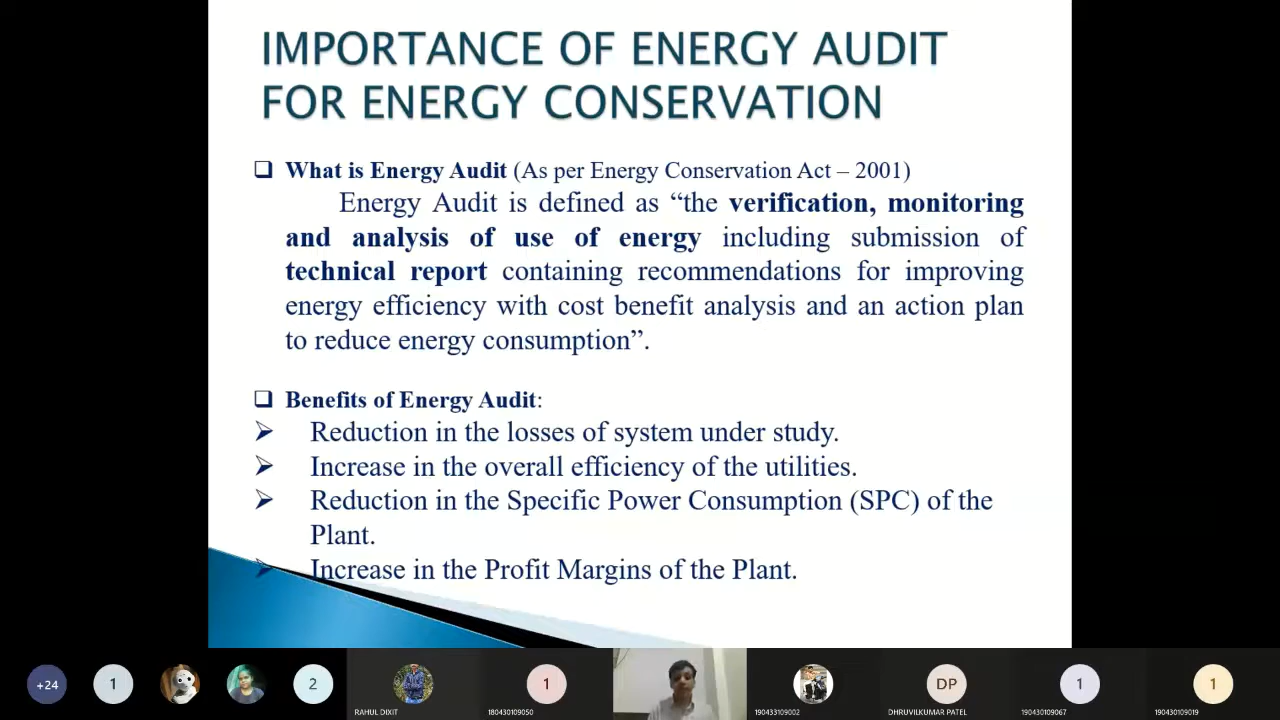 IMPORTANCE OF ENERGY AUDIT
FOR ENERGY CONSERVATION
What is Energy Audit (As per Energy Conservation Act – 2001)
Energy Audit is defined as “the verification, monitoring
and analysis of use of energy including submission of
technical report containing recommendations for improving
energy efficiency with cost benefit analysis and an action plan
to reduce energy consumption”.
Benefits of Energy Audit:
Reduction in the losses of system under study.
Increase in the overall efficiency of the utilities.
Reduction in the Specific Power Consumption (SPC) of the
Plant.
Increase in the Profit Margins of the Plant.
+24 1 2 1 DP 1 1
RAHUL DIXIT 180430109050 190433109002 DHRUVILKUMAR PATEL 190430109067 190430109019